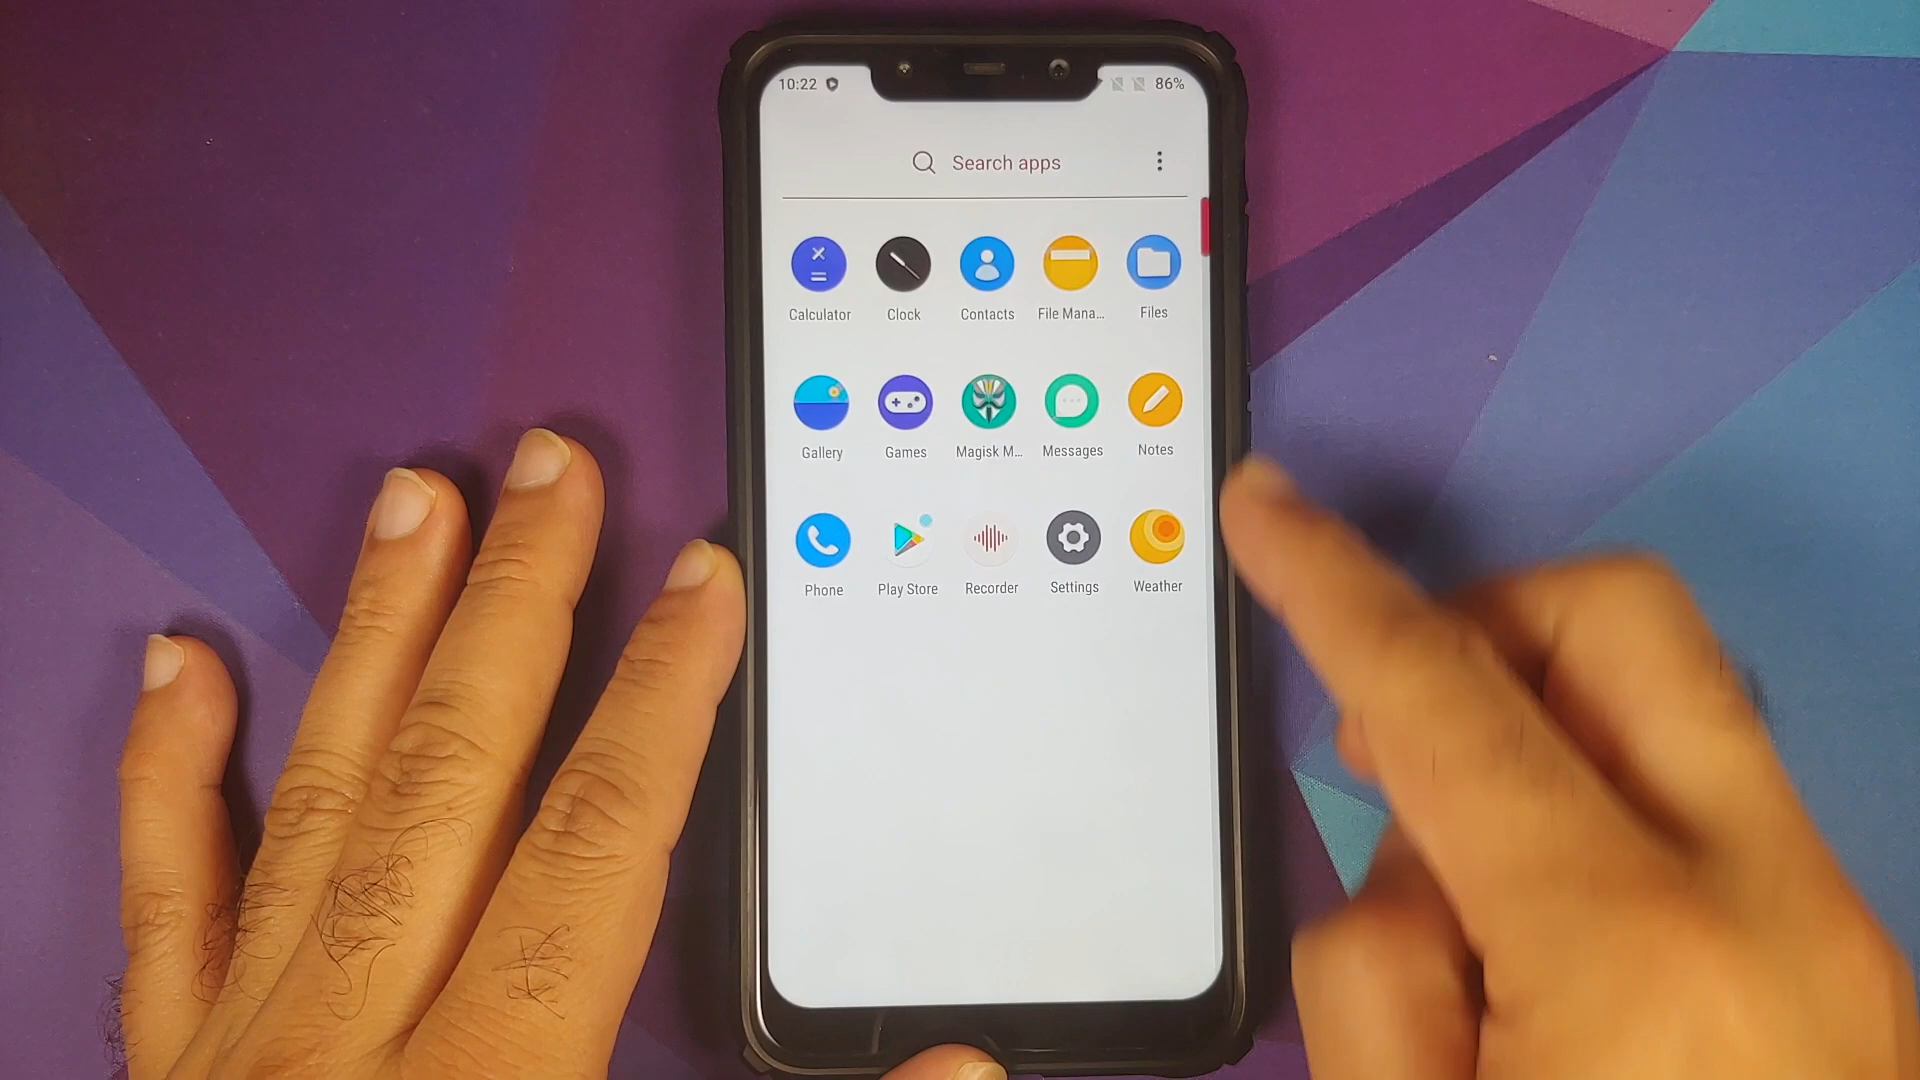 10:22 86%
Search apps
Calculator Clock Contacts File Mana... Files
Gallery Games Magisk M... Messages Notes
Phone Play Store Recorder Settings Weather